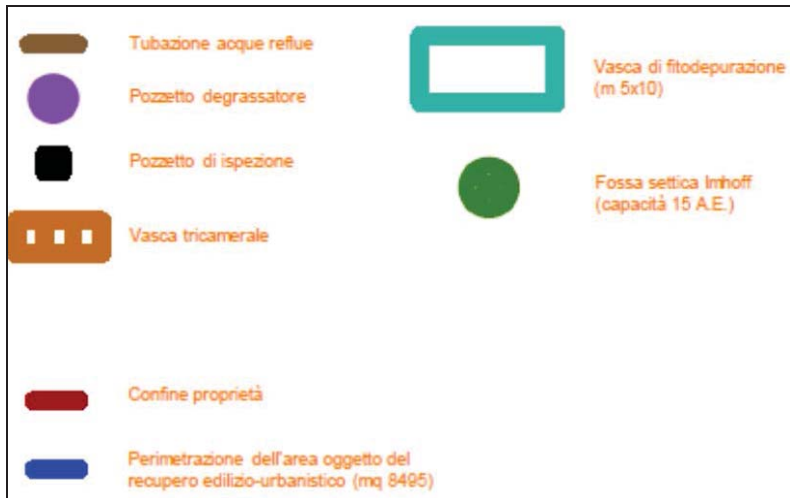 Tubazione acque reflue
Pozzetto degrassatore
Pozzetto di ispezione
Vasca tricamerale
Confine proprietà
Perimetrazione dell'area oggetto del
recupero edilizio-urbanistico (mq 8495)
Vasca di fitodepurazione
(m 5x10)
Fossa settica Imhoff
(capacità 15 A.E.)